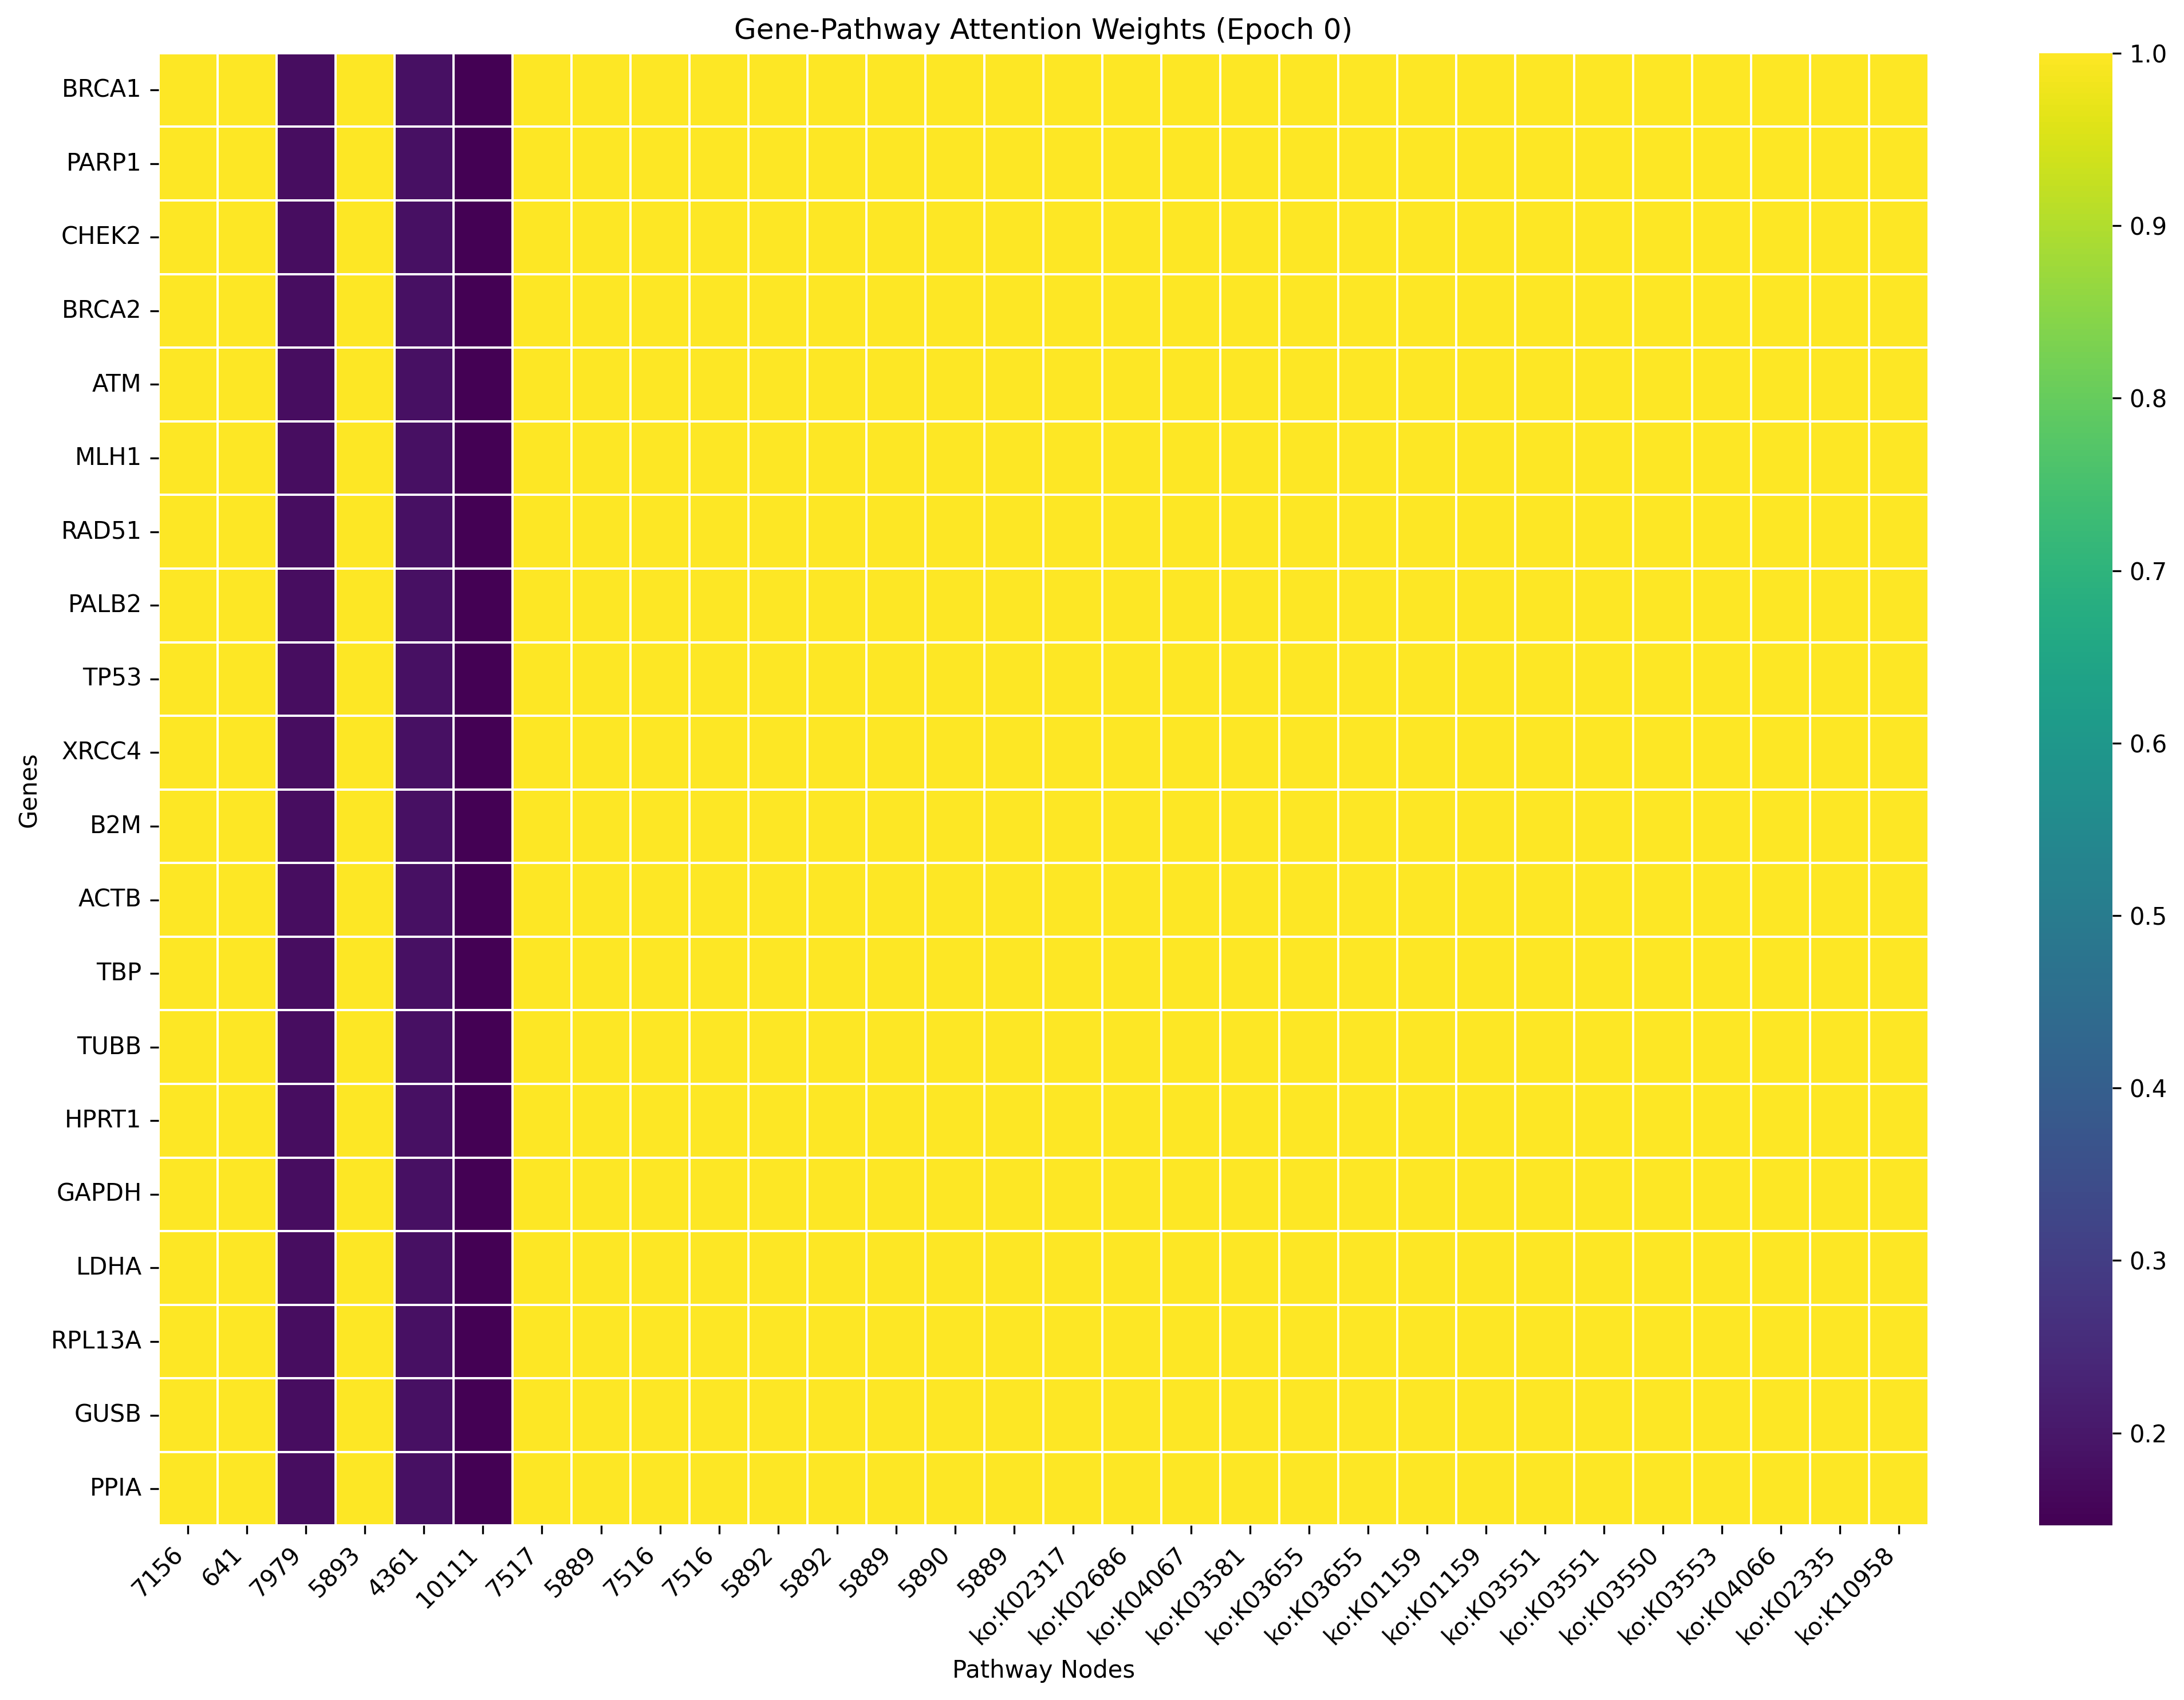 Gene-Pathway Attention Weights (Epoch 0)
Genes
BRCA1
PARP1
CHEK2
BRCA2
ATM
MLH1
RAD51
PALB2
TP53
XRCC4
B2M
ACTB
TBP
TUBB
HPRT1
GAPDH
LDHA
RPL13A
GUSB
PPIA
7156
641
7979
5893
4361
10111
7517
5889
7516
7516
5892
5892
5889
5890
5889
ko:K02317
ko:K02686
ko:K04067
ko:K03581
ko:K03655
ko:K03655
ko:K01159
ko:K01159
ko:K03551
ko:K03551
ko:K03550
ko:K03553
ko:K04066
ko:K02335
ko:K10958
Pathway Nodes
1.0
0.9
0.8
0.7
0.6
0.5
0.4
0.3
0.2